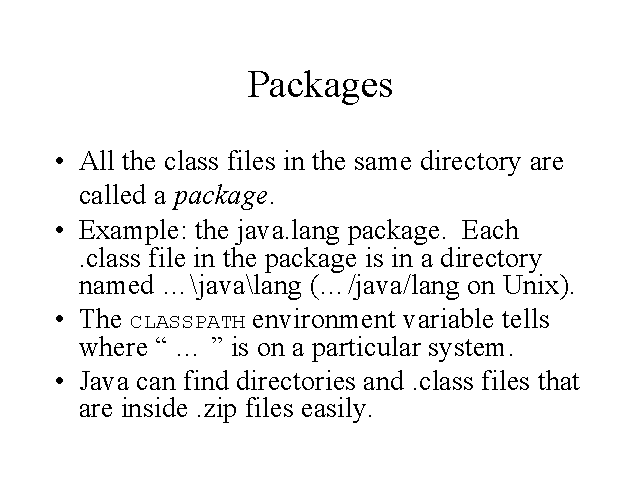 Packages
• All the class files in the same directory are
called a package.
• Example: the java.lang package.  Each
.class file in the package is in a directory
named …\java\lang (…/java/lang on Unix).
• The CLASSPATH environment variable tells
where “ … ” is on a particular system.
• Java can find directories and .class files that
are inside .zip files easily.